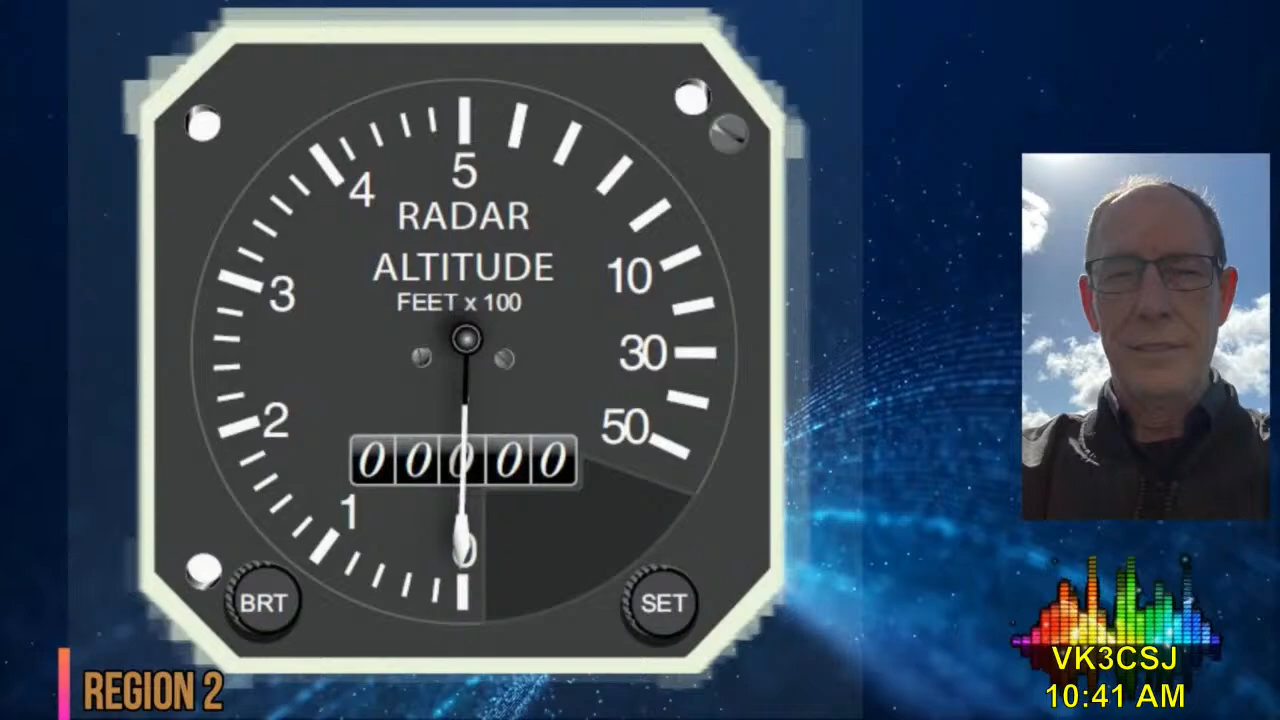 5
4
RADAR
ALTITUDE
FEET x 100
10
3
30
2
50
00000
1
0
BRT
SET
REGION 2
VK3CSJ
10:41 AM